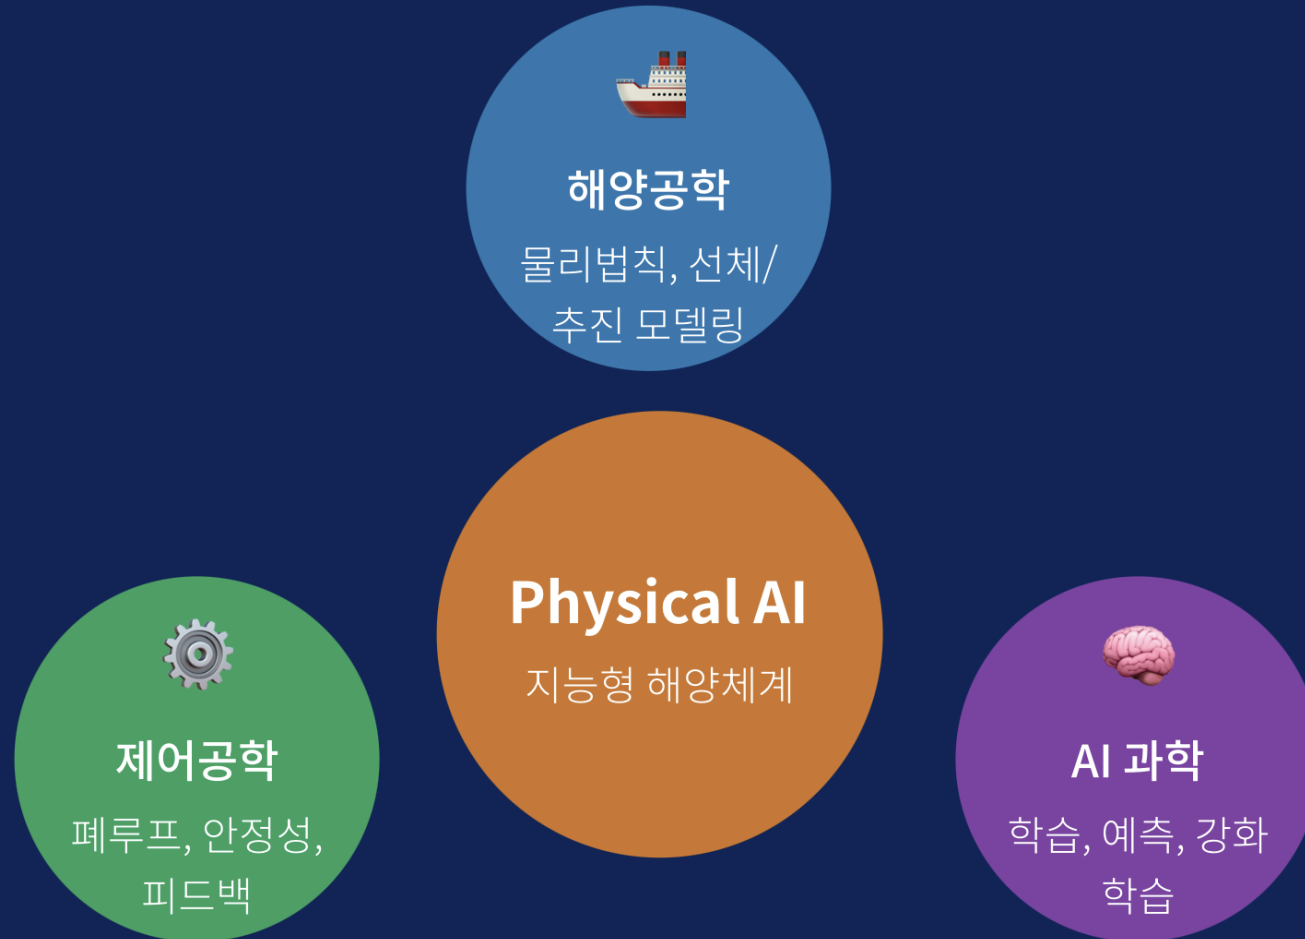 해양공학
물리법칙, 선체/
추진 모델링
Physical AI
지능형 해양체계
제어공학
폐루프, 안정성,
피드백
AI 과학
학습, 예측, 강화
학습